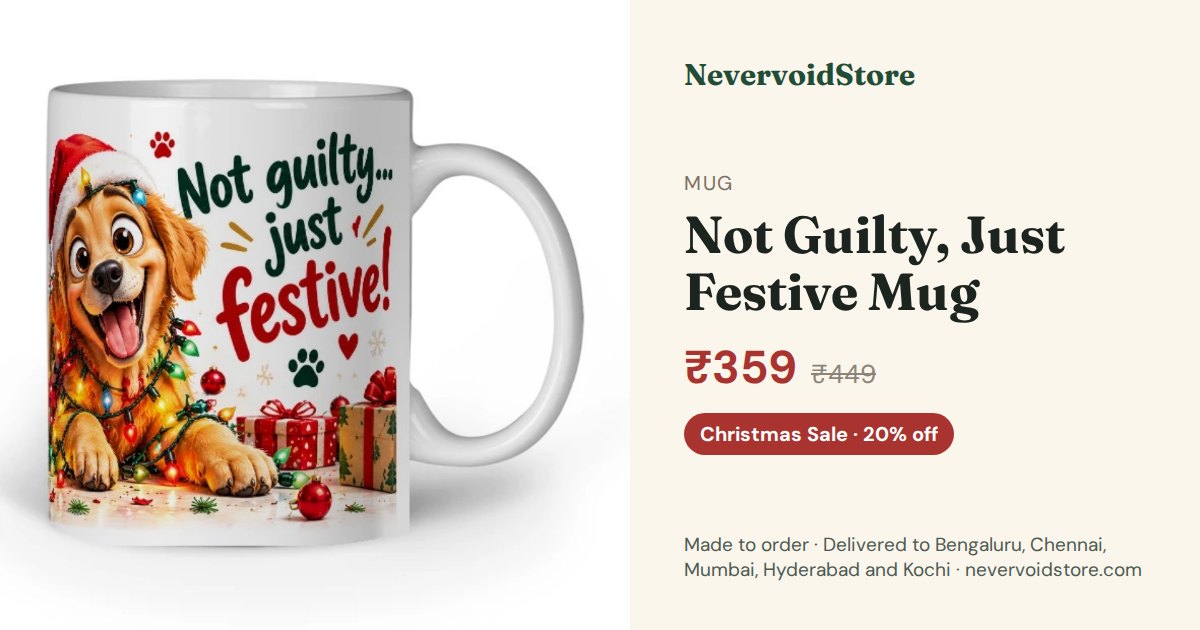 Not guilty...
just
festive!
NevervoidStore
MUG
Not Guilty, Just
Festive Mug
₹359 ₹449
Christmas Sale · 20% off
Made to order · Delivered to Bengaluru, Chennai,
Mumbai, Hyderabad and Kochi · nevervoidstore.com